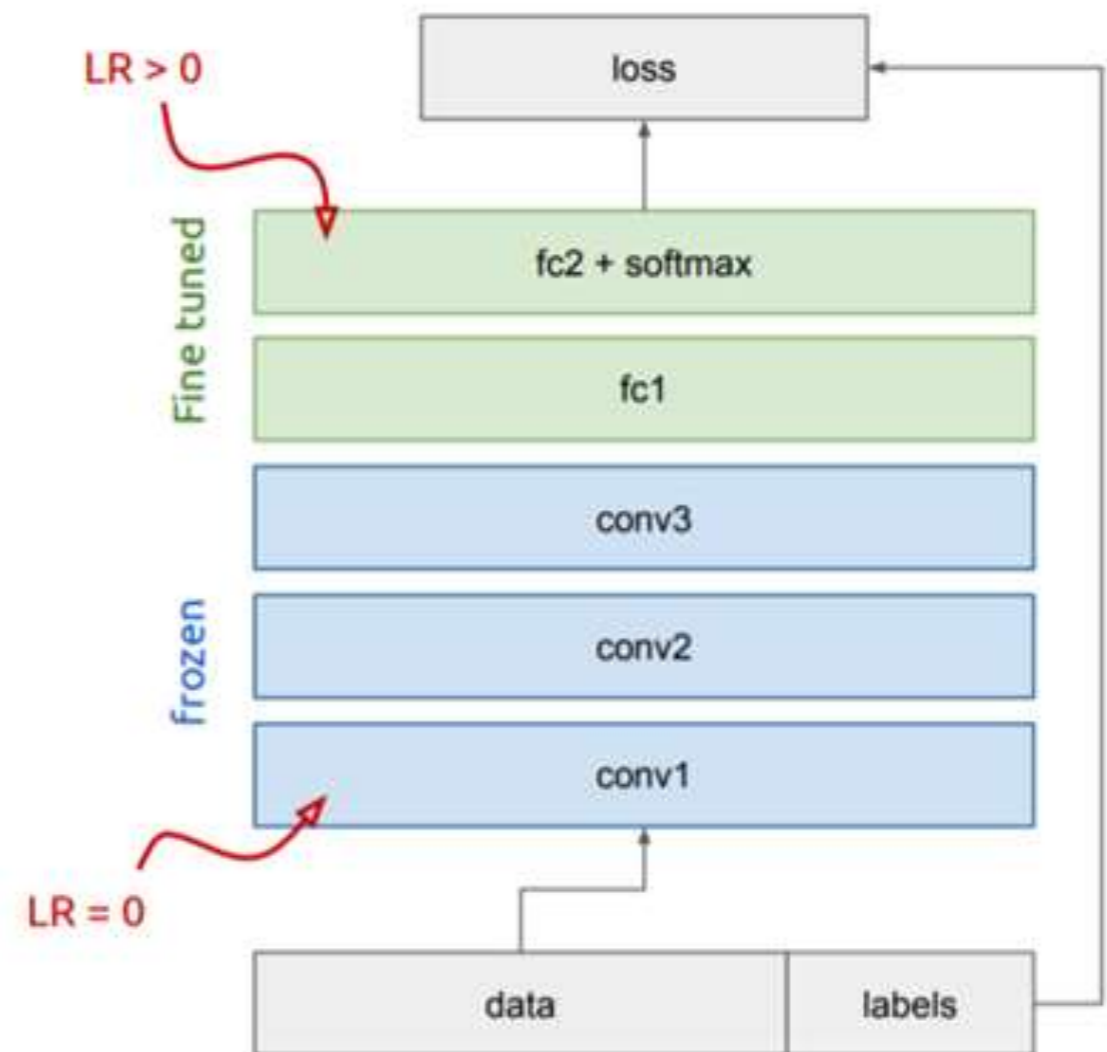 loss
LR > 0
Fine tuned
fc2 + softmax
fc1
conv3
frozen
conv2
conv1
LR = 0
data
labels